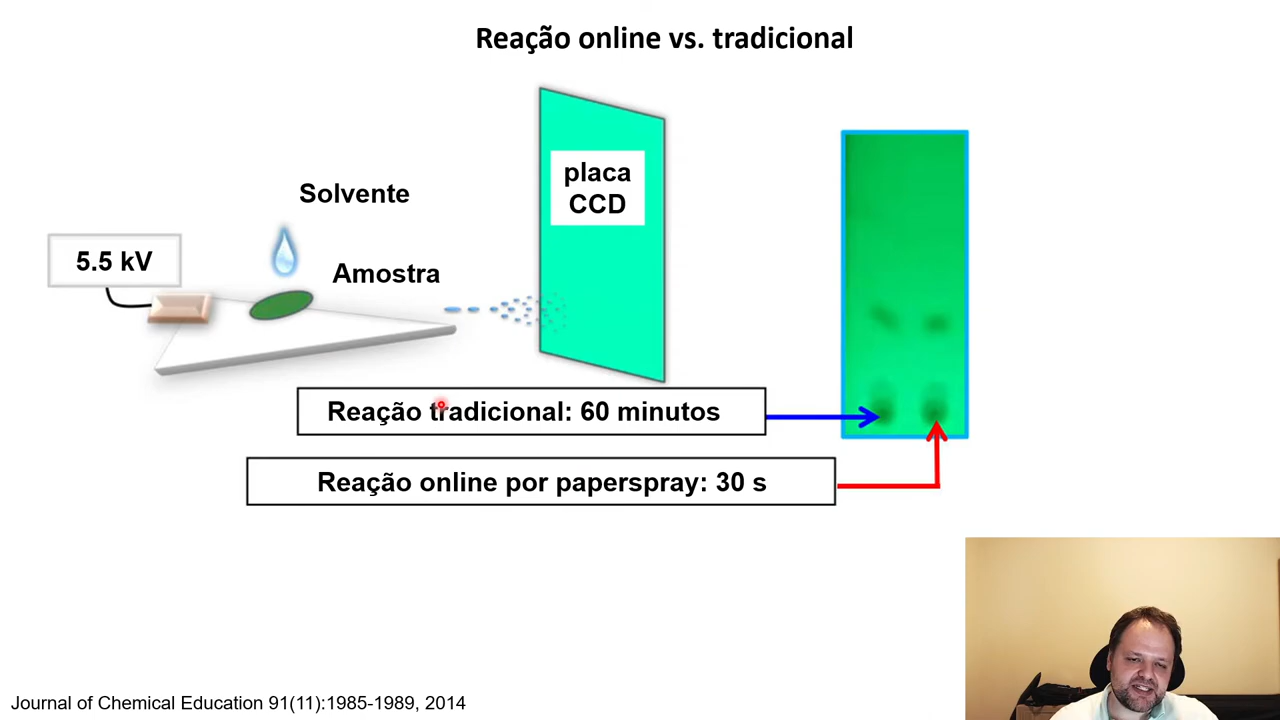 Reação online vs. tradicional
placa
CCD
Solvente
5.5 kV
Amostra
Reação tradicional: 60 minutos
Reação online por paperspray: 30 s
Journal of Chemical Education 91(11):1985-1989, 2014